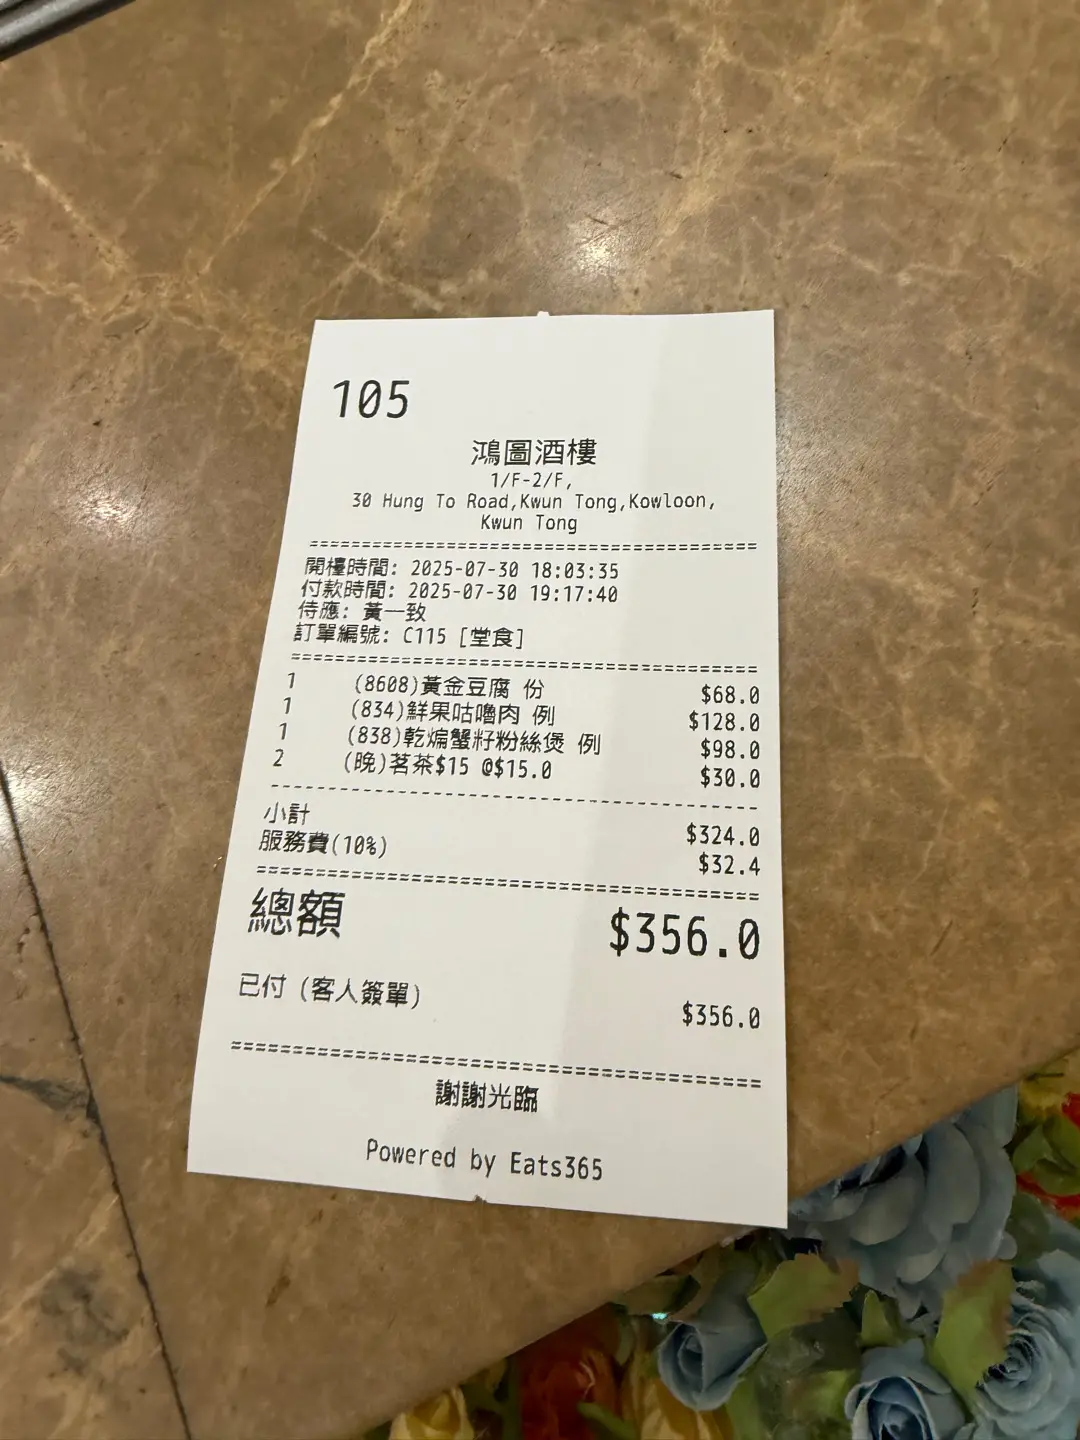 105
鴻圖酒樓
1/F-2/F,
30 Hung To Road,Kwun Tong,Kowloon,
Kwun Tong
開檯時間: 2025-07-30 18:03:35
付款時間: 2025-07-30 19:17:40
侍應: 黃一致
訂單編號: C115 [堂食]
1 (8608)黃金豆腐 份 $68.0
1 (834)鮮果咕嚕肉 例 $128.0
1 (838)乾煸蟹籽粉絲煲 例 $98.0
2 (晚)茗茶$15 @$15.0 $30.0
小計 $324.0
服務費(10%) $32.4
總額 $356.0
已付 (客人簽單) $356.0
謝謝光臨
Powered by Eats365